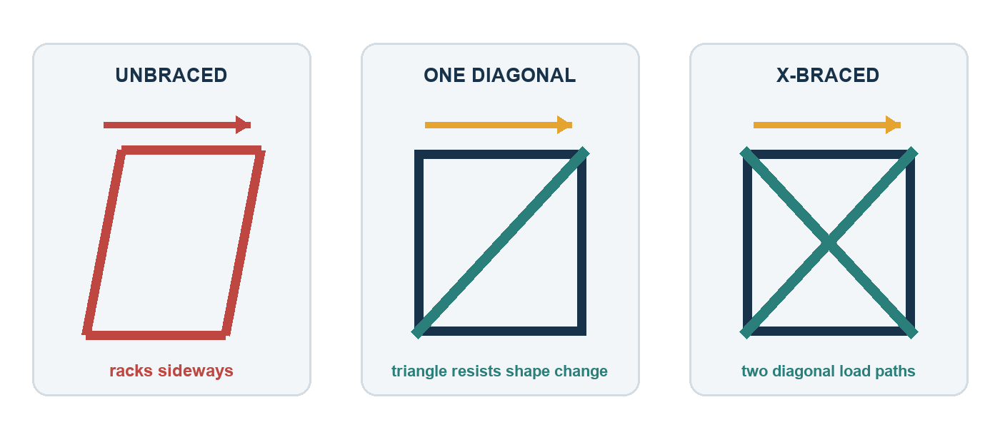 UNBRACED
racks sideways
ONE DIAGONAL
triangle resists shape change
X-BRACED
two diagonal load paths